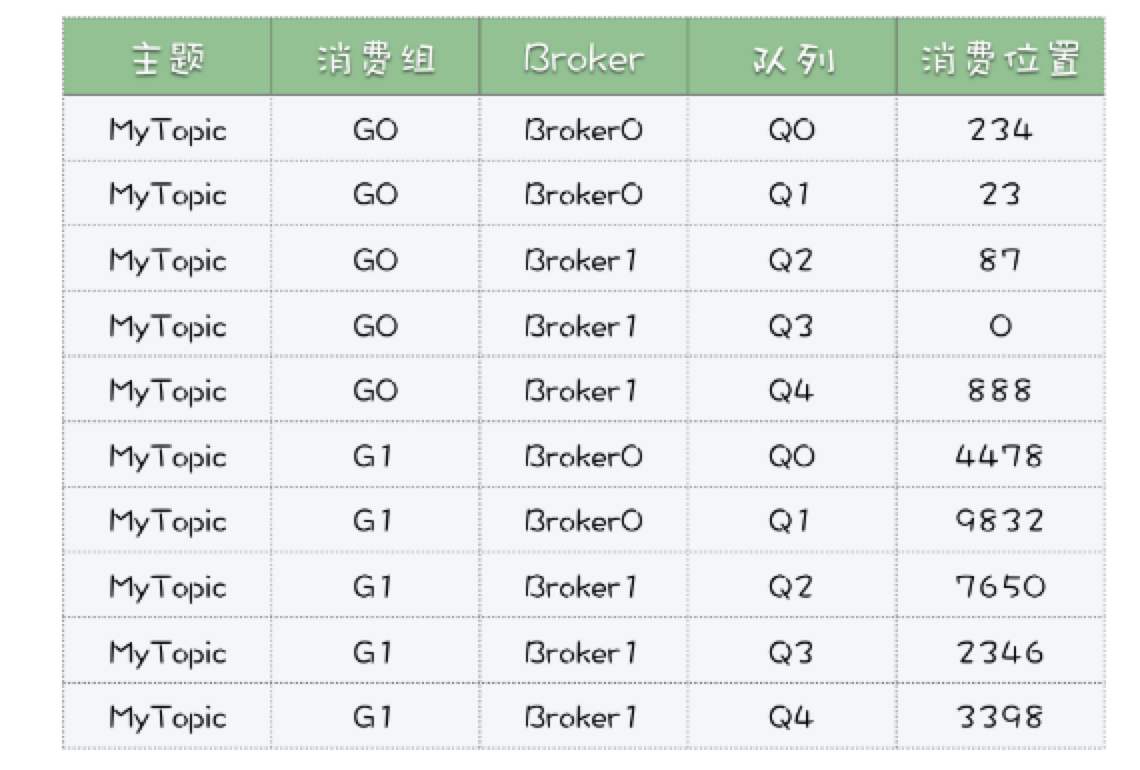 主题 消费组 Broker 队列 消费位置
MyTopic G0 Broker0 Q0 234
MyTopic G0 Broker0 Q1 23
MyTopic G0 Broker1 Q2 87
MyTopic G0 Broker1 Q3 0
MyTopic G0 Broker1 Q4 888
MyTopic G1 Broker0 Q0 4478
MyTopic G1 Broker0 Q1 9832
MyTopic G1 Broker1 Q2 7650
MyTopic G1 Broker1 Q3 2346
MyTopic G1 Broker1 Q4 3398